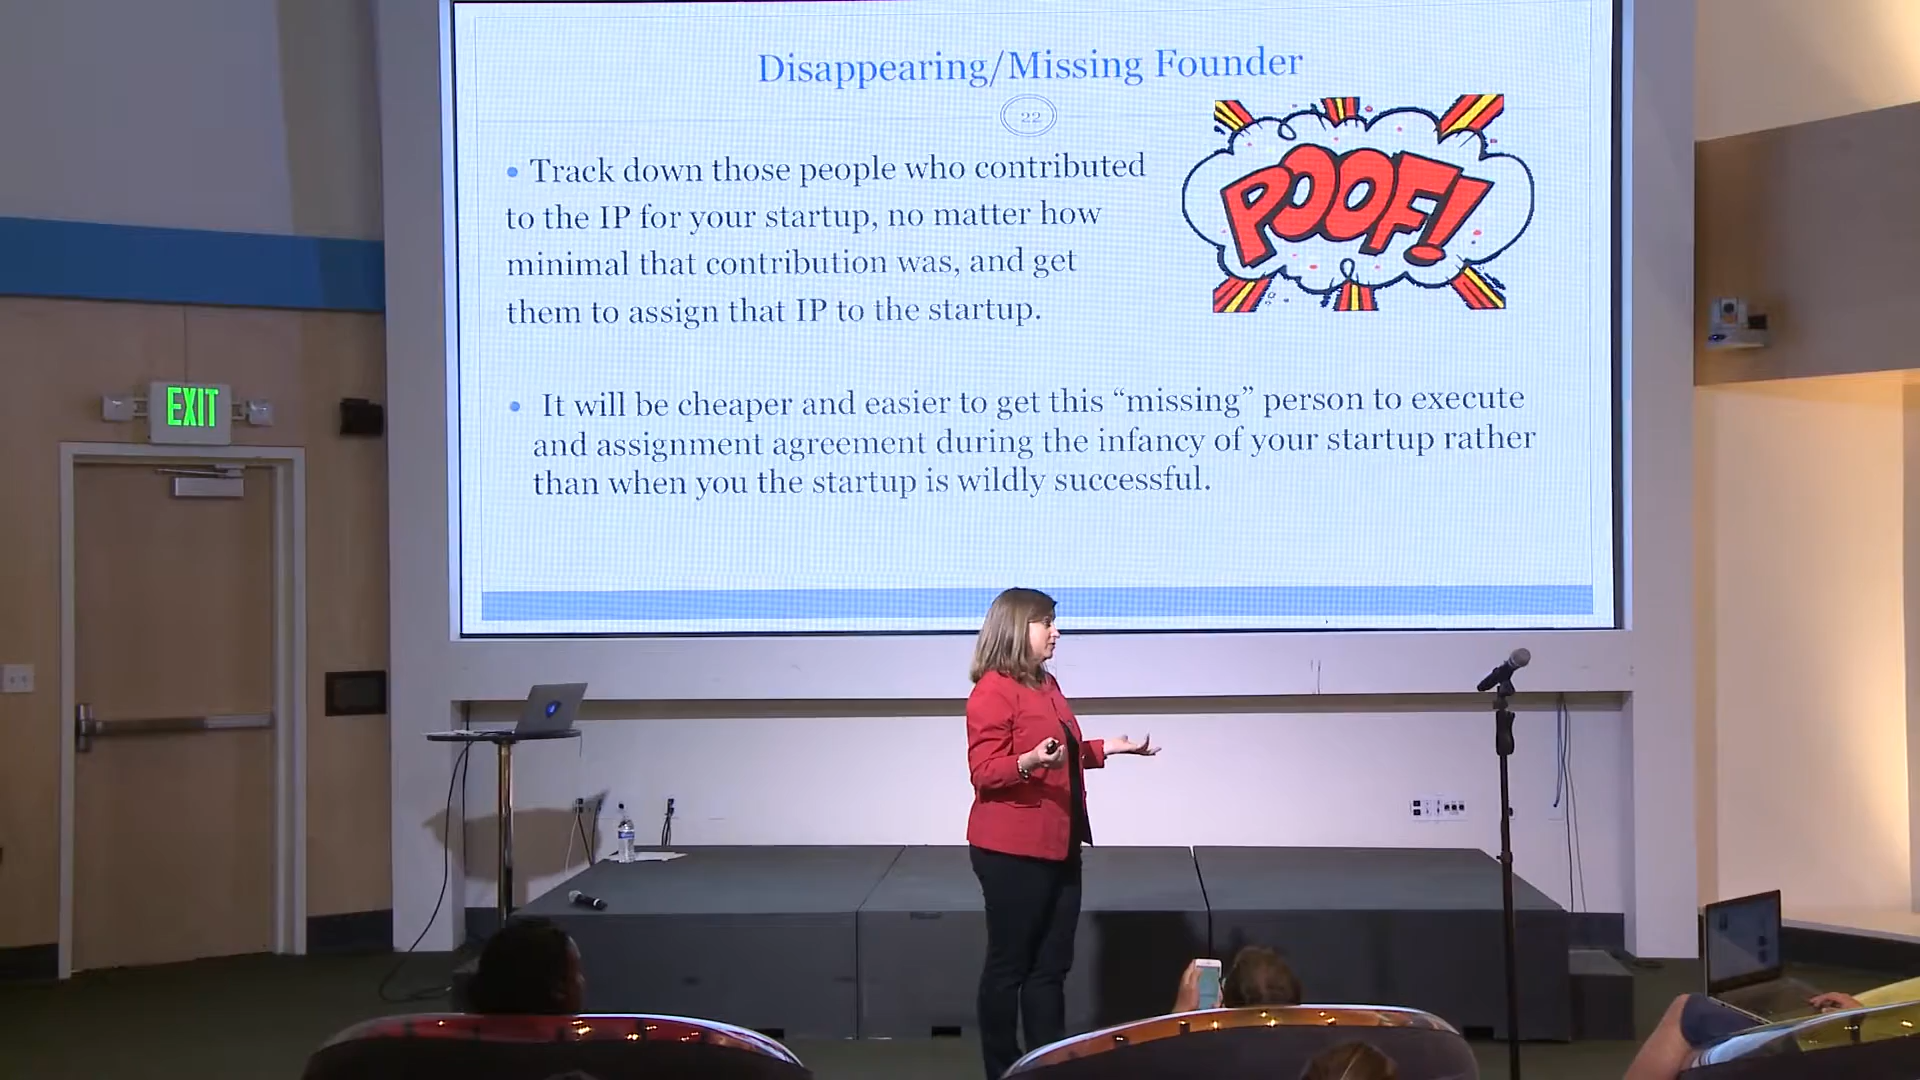 Disappearing/Missing Founder
22
• Track down those people who contributed
to the IP for your startup, no matter how
minimal that contribution was, and get
them to assign that IP to the startup.
POOF!
• It will be cheaper and easier to get this “missing” person to execute
and assignment agreement during the infancy of your startup rather
than when you the startup is wildly successful.
EXIT